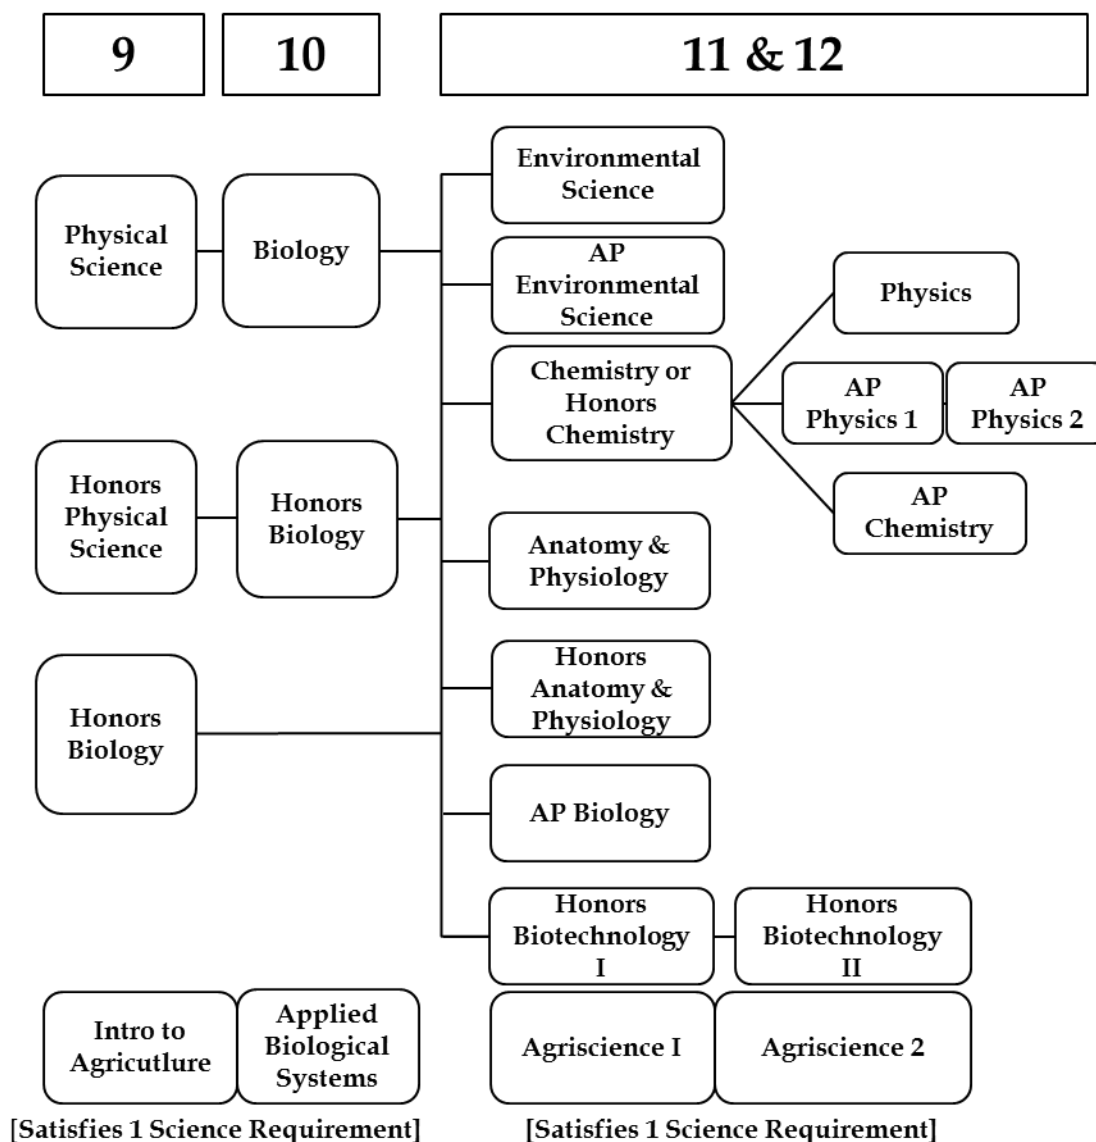 9
10
11 & 12
Physical
Science
Biology
Environmental
Science
AP
Environmental
Science
Chemistry or
Honors
Chemistry
Physics
AP
Physics 1
AP
Physics 2
AP
Chemistry
Honors
Physical
Science
Honors
Biology
Anatomy &
Physiology
Honors
Anatomy &
Physiology
Honors
Biology
AP Biology
Honors
Biotechnology
I
Honors
Biotechnology
II
Intro to
Agricutlure
Applied
Biological
Systems
Agriscience I
Agriscience 2
[Satisfies 1 Science Requirement]
[Satisfies 1 Science Requirement]